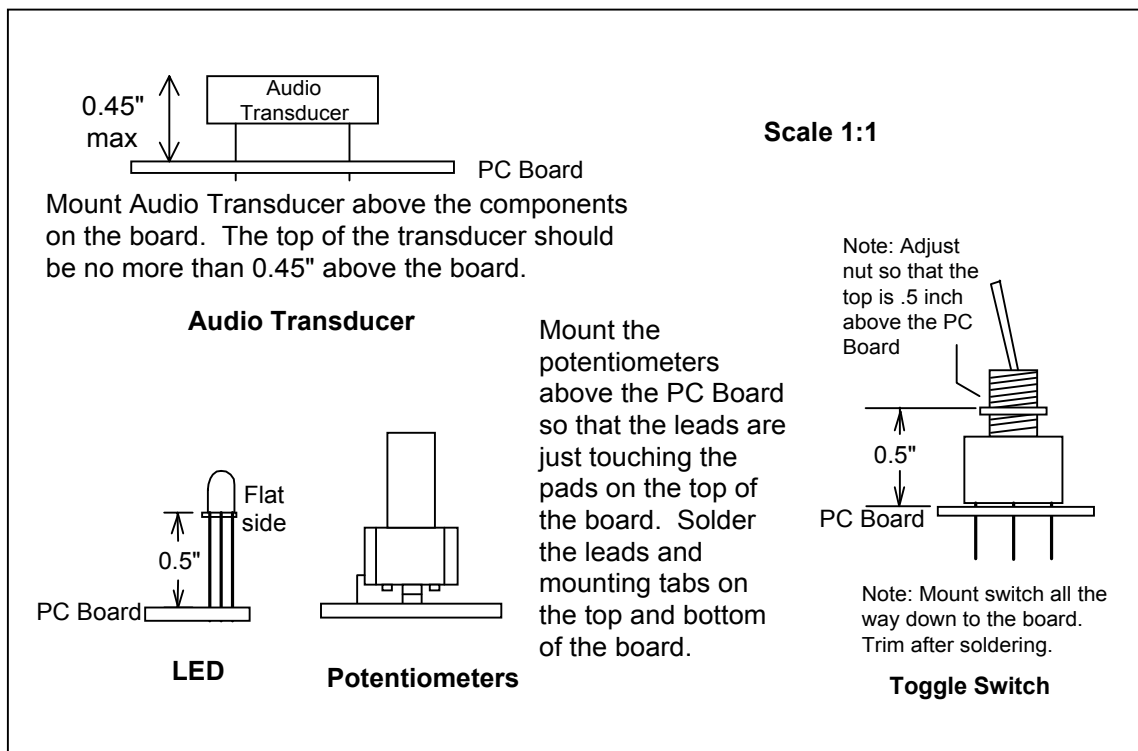 Audio
Transducer
0.45"
max
PC Board
Scale 1:1
Mount Audio Transducer above the components
on the board.  The top of the transducer should
be no more than 0.45" above the board.
Audio Transducer
Flat
side
0.5"
PC Board
LED
Potentiometers
Mount the
potentiometers
above the PC Board
so that the leads are
just touching the
pads on the top of
the board.  Solder
the leads and
mounting tabs on
the top and bottom
of the board.
Note: Adjust
nut so that the
top is .5 inch
above the PC
Board
0.5"
PC Board
Note: Mount switch all the
way down to the board.
Trim after soldering.
Toggle Switch